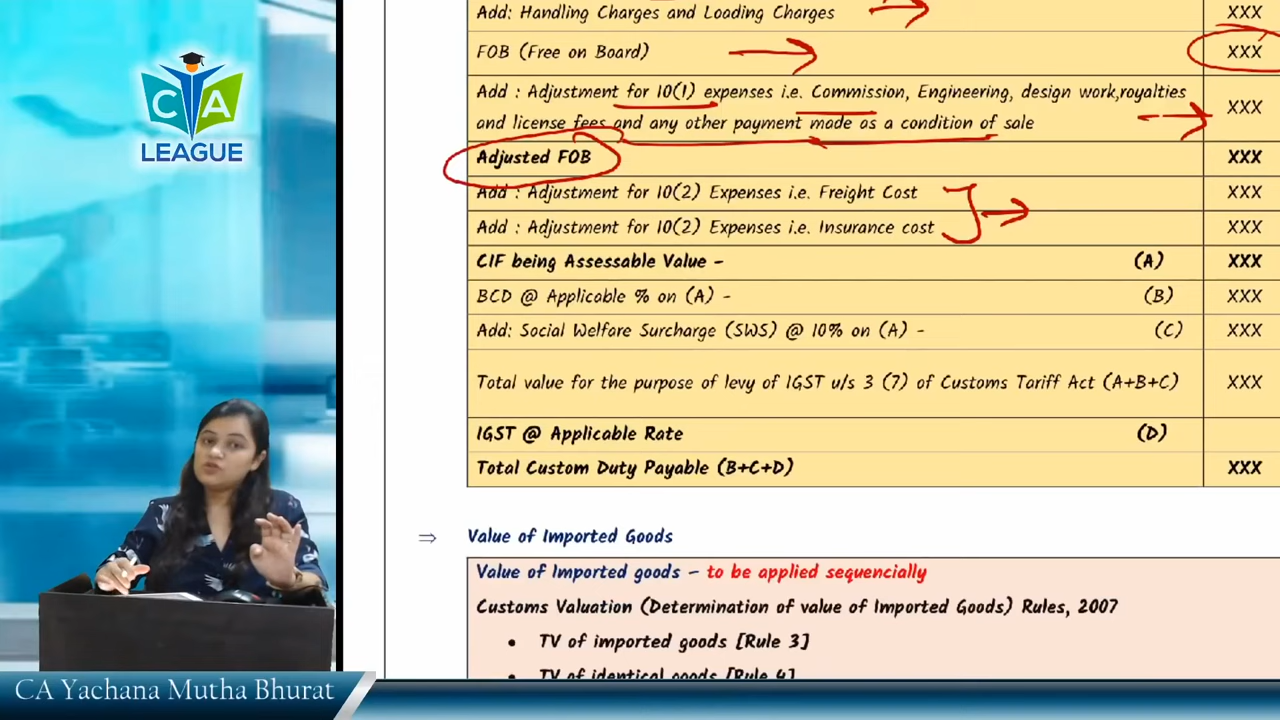 Add: Handling Charges and Loading Charges XXX
FOB (Free on Board) XXX
Add : Adjustment for 10(1) expenses i.e. Commission, Engineering, design work,royalties
and license fees and any other payment made as a condition of sale XXX
Adjusted FOB XXX
Add : Adjustment for 10(2) Expenses i.e. Freight Cost XXX
Add : Adjustment for 10(2) Expenses i.e. Insurance cost XXX
CIF being Assessable Value - (A) XXX
BCD @ Applicable % on (A) - (B) XXX
Add: Social Welfare Surcharge (SWS) @ 10% on (A) - (C) XXX
Total value for the purpose of levy of IGST u/s 3 (7) of Customs Tariff Act (A+B+C) XXX
IGST @ Applicable Rate (D)
Total Custom Duty Payable (B+C+D) XXX
⇒ Value of Imported Goods
Value of Imported goods – to be applied sequencially
Customs Valuation (Determination of value of Imported Goods) Rules, 2007
• TV of imported goods [Rule 3]
• TV of identical goods [Rule 4]
CA
LEAGUE
CA Yachana Mutha Bhurat